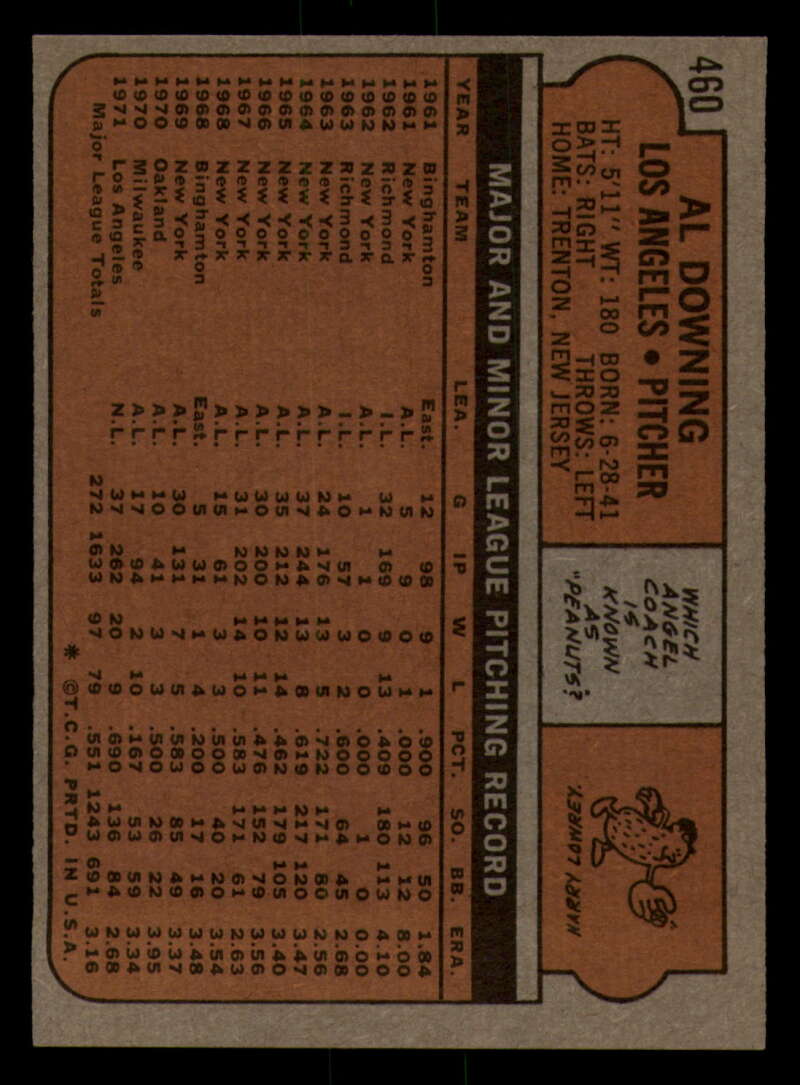 460
AL DOWNING
LOS ANGELES • PITCHER
HT: 5'11" WT: 180 BORN: 6-28-41
BATS: RIGHT THROWS: LEFT
HOME: TRENTON, NEW JERSEY
WHICH
ANGEL
COACH
IS
KNOWN
AS
"PEANUTS?"
HARRY LOWREY
MAJOR AND MINOR LEAGUE PITCHING RECORD
YEAR TEAM LEA. G IP W L PCT. SO. BB. ERA.
1961 Binghamton East. 12 98 9 1 .900 96 50 1.84
1961 New York A.L. 5 9 0 1 .000 12 12 8.00
1962 Richmond I.L. 32 169 9 13 .409 180 113 4.10
1962 New York A.L. 1 1 0 0 .000 1 0 0.00
1963 Richmond I.L. 10 57 3 2 .600 64 45 2.68
1963 New York A.L. 24 176 13 5 .722 171 80 2.56
1964 New York A.L. 37 244 13 8 .619 217 120 3.47
1965 New York A.L. 35 212 12 14 .462 179 105 3.40
1966 New York A.L. 30 200 10 11 .476 152 79 3.56
1967 New York A.L. 31 202 14 10 .583 171 61 2.63
1968 New York A.L. 15 61 3 3 .500 40 20 3.54
1968 Binghamton East. 5 31 1 4 .200 17 16 3.48
1969 New York A.L. 30 131 7 5 .583 85 49 3.37
1970 Oakland A.L. 10 41 3 3 .500 26 22 3.95
1970 Milwaukee A.L. 17 94 2 10 .167 53 59 3.34
1971 Los Angeles N.L. 37 262 20 9 .690 136 84 2.68
Major League Totals 272 1633 97 79 .551 1243 691 3.16
* ©T.C.G. PRTD. IN U.S.A.